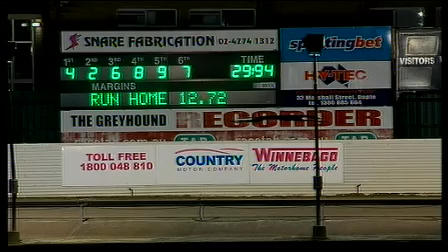 SNARE FABRICATION 02-4274 1312
sportingbet
1ST 2ND 3RD 4TH 5TH 6TH TIME
4 2 6 8 9 7 29:94
MARGINS
RUN HOME 12.72
HY-TEC
VISITORS
THE GREYHOUND RECORDER
TAB TAB
TOLL FREE
1800 048 810
COUNTRY
MOTOR COMPANY
WINNEBAGO
The Motorhome People